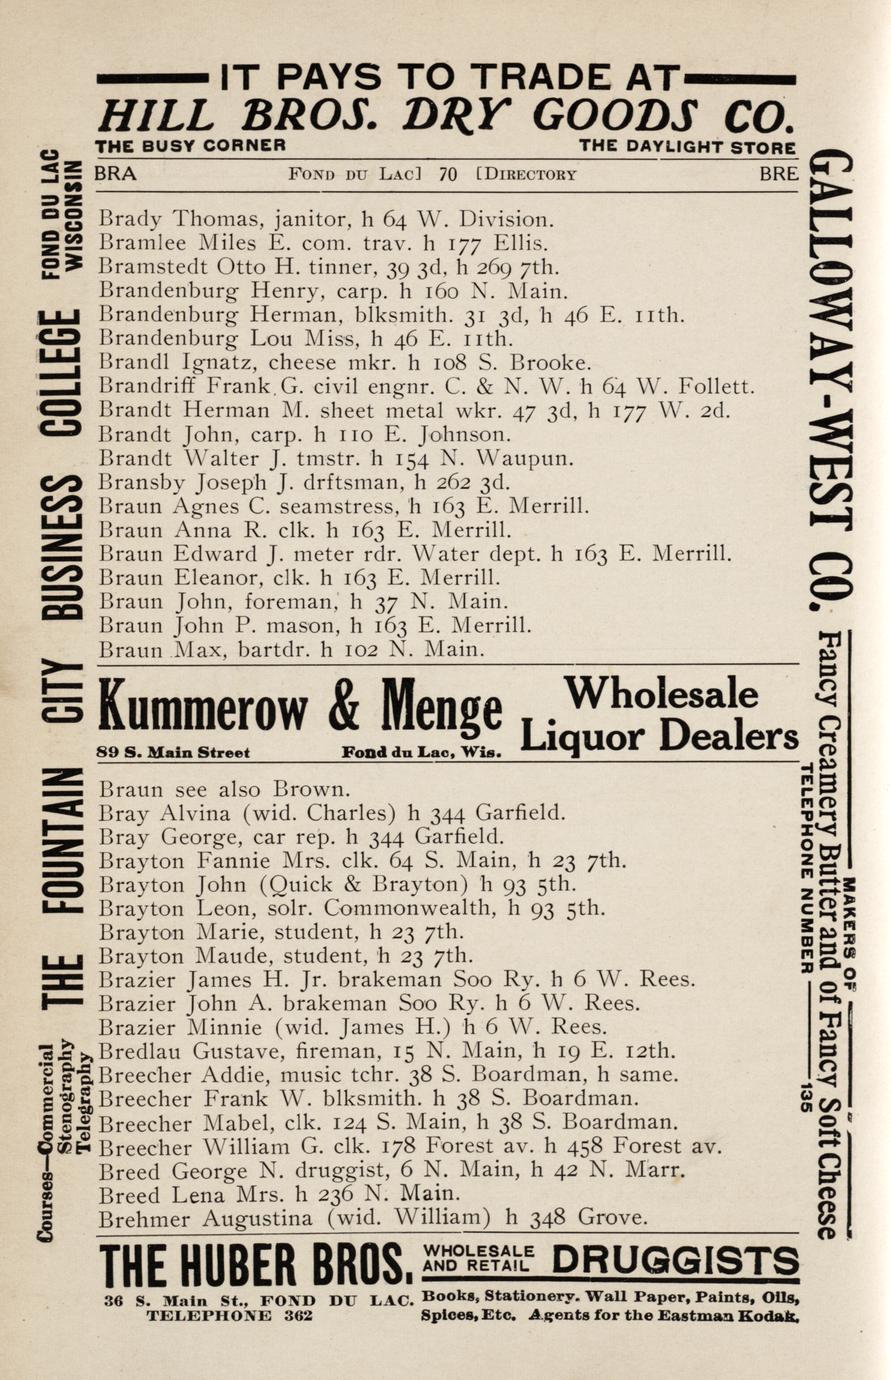 IT PAYS TO TRADE AT
HILL BROS. DRY GOODS CO.
THE BUSY CORNER THE DAYLIGHT STORE
BRA FOND DU LAC] 70 [DIRECTORY BRE
Brady Thomas, janitor, h 64 W. Division.
Bramlee Miles E. com. trav. h 177 Ellis.
Bramstedt Otto H. tinner, 39 3d, h 269 7th.
Brandenburg Henry, carp. h 160 N. Main.
Brandenburg Herman, blksmith. 31 3d, h 46 E. 11th.
Brandenburg Lou Miss, h 46 E. 11th.
Brandl Ignatz, cheese mkr. h 108 S. Brooke.
Brandriff Frank G. civil engnr. C. & N. W. h 64 W. Follett.
Brandt Herman M. sheet metal wkr. 47 3d, h 177 W. 2d.
Brandt John, carp. h 110 E. Johnson.
Brandt Walter J. tmstr. h 154 N. Waupun.
Bransby Joseph J. drftsman, h 262 3d.
Braun Agnes C. seamstress, h 163 E. Merrill.
Braun Anna R. clk. h 163 E. Merrill.
Braun Edward J. meter rdr. Water dept. h 163 E. Merrill.
Braun Eleanor, clk. h 163 E. Merrill.
Braun John, foreman, h 37 N. Main.
Braun John P. mason, h 163 E. Merrill.
Braun Max, bartdr. h 102 N. Main.
Kummerow & Menge Wholesale
Liquor Dealers
89 S. Main Street Fond du Lac, Wis.
Braun see also Brown.
Bray Alvina (wid. Charles) h 344 Garfield.
Bray George, car rep. h 344 Garfield.
Brayton Fannie Mrs. clk. 64 S. Main, h 23 7th.
Brayton John (Quick & Brayton) h 93 5th.
Brayton Leon, solr. Commonwealth, h 93 5th.
Brayton Marie, student, h 23 7th.
Brayton Maude, student, h 23 7th.
Brazier James H. Jr. brakeman Soo Ry. h 6 W. Rees.
Brazier John A. brakeman Soo Ry. h 6 W. Rees.
Brazier Minnie (wid. James H.) h 6 W. Rees.
Bredlau Gustave, fireman, 15 N. Main, h 19 E. 12th.
Breecher Addie, music tchr. 38 S. Boardman, h same.
Breecher Frank W. blksmith. h 38 S. Boardman.
Breecher Mabel, clk. 124 S. Main, h 38 S. Boardman.
Breecher William G. clk. 178 Forest av. h 458 Forest av.
Breed George N. druggist, 6 N. Main, h 42 N. Marr.
Breed Lena Mrs. h 236 N. Main.
Brehmer Augustina (wid. William) h 348 Grove.
THE HUBER BROS. WHOLESALE AND RETAIL DRUGGISTS
36 S. Main St., FOND DU LAC. Books, Stationery. Wall Paper, Paints, Oils,
TELEPHONE 362 Spices, Etc. Agents for the Eastman Kodak.
Courses—Commercial
Stenography
Telegraphy
THE FOUNTAIN CITY BUSINESS COLLEGE
FOND DU LAC
WISCONSIN
GALLOWAY-WEST CO.
MAKERS OF
Fancy Creamery Butter and of Fancy Soft Cheese
TELEPHONE NUMBER 135